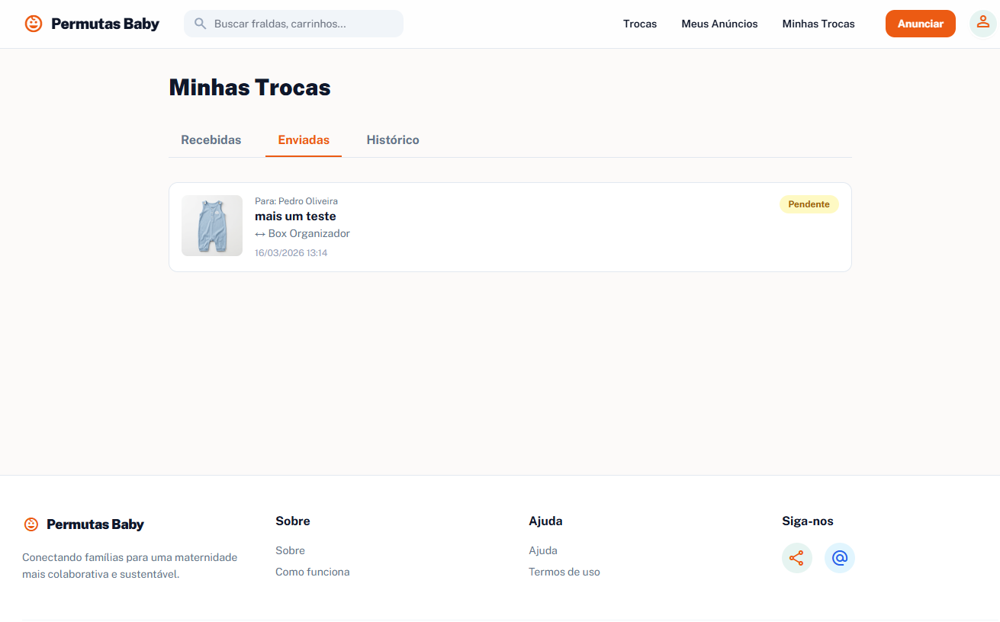 Permutas Baby
Buscar fraldas, carrinhos...
Trocas
Meus Anúncios
Minhas Trocas
Anunciar
Minhas Trocas
Recebidas
Enviadas
Histórico
Para: Pedro Oliveira
Pendente
mais um teste
↔ Box Organizador
16/03/2026 13:14
Permutas Baby
Conectando famílias para uma maternidade
mais colaborativa e sustentável.
Sobre
Sobre
Como funciona
Ajuda
Ajuda
Termos de uso
Siga-nos